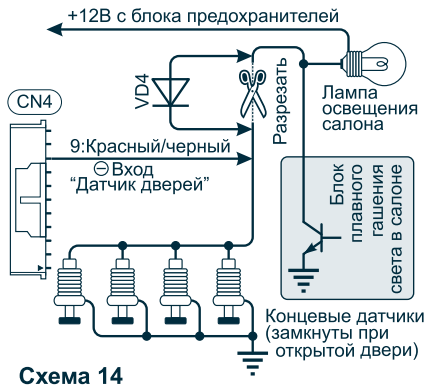 +12В с блока предохранителей
CN4
VD4
Разрезать
Лампа
освещения
салона
9:Красный/черный
⊖ Вход
“Датчик дверей”
Блок
плавного
гашения
света в салоне
Концевые датчики
(замкнуты при
открытой двери)
Схема 14